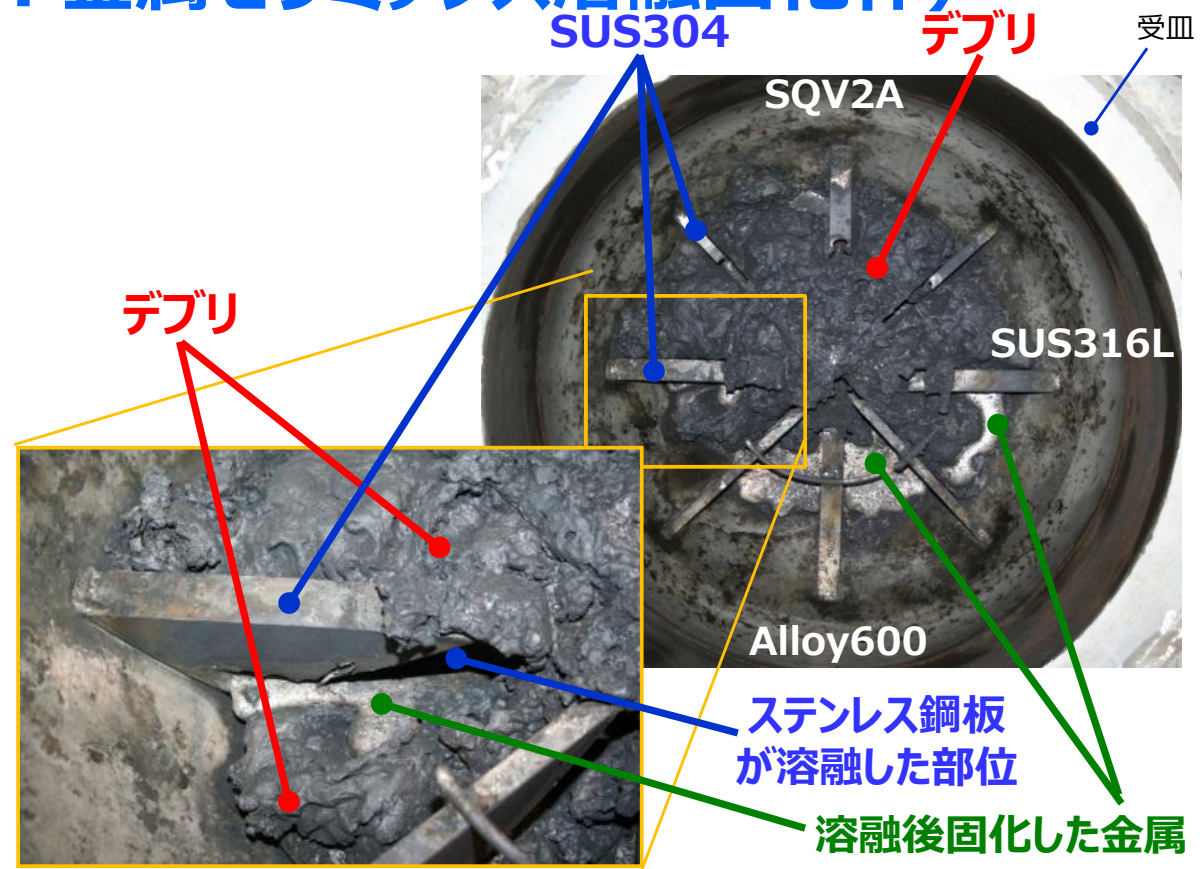 SUS304
デブリ
受皿
SQV2A
デブリ
SUS316L
Alloy600
ステンレス鋼板
が溶融した部位
溶融後固化した金属